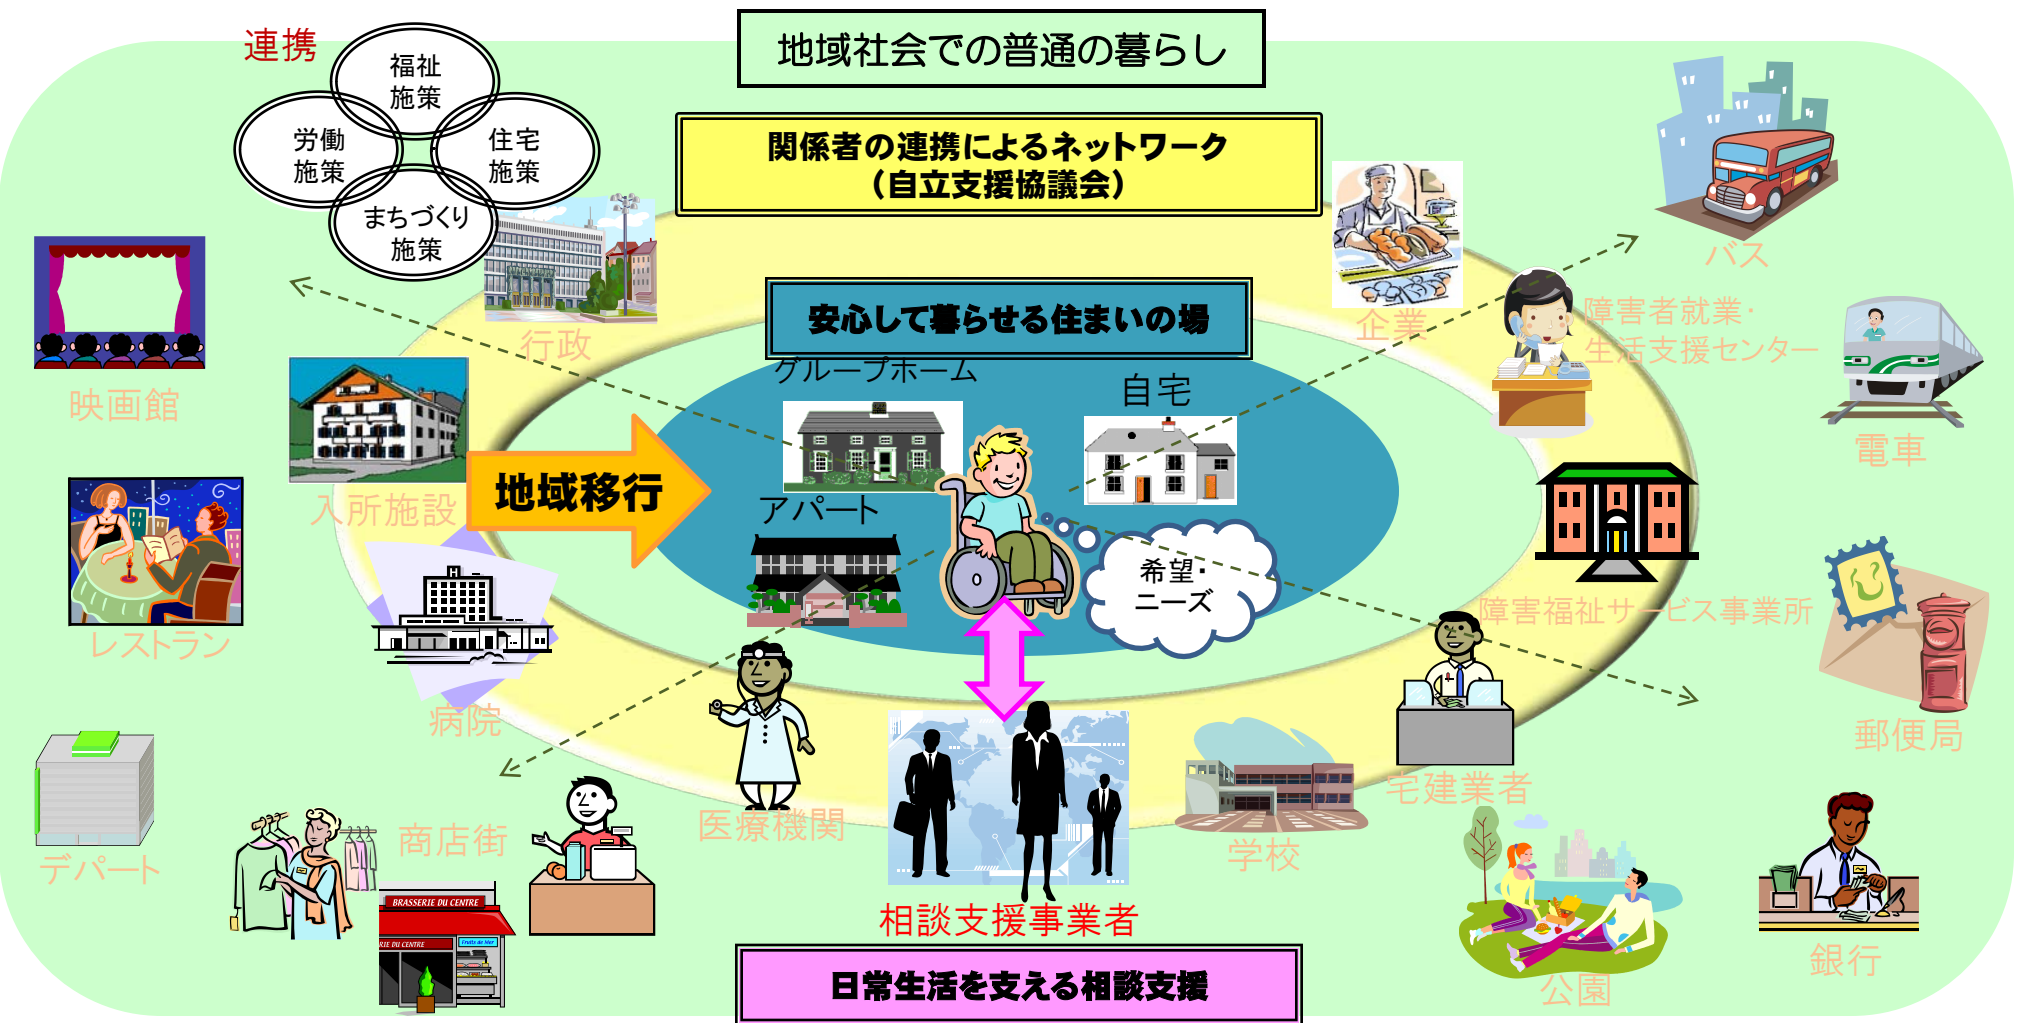 地域社会での普通の暮らし
連携
福祉
施策
労働
施策
住宅
施策
まちづくり
施策
関係者の連携によるネットワーク
（自立支援協議会）
安心して暮らせる住まいの場
グループホーム
自宅
アパート
希望・
ニーズ
地域移行
行政
企業
バス
障害者就業・
生活支援センター
電車
映画館
入所施設
レストラン
障害福祉サービス事業所
病院
郵便局
デパート
商店街
医療機関
宅建業者
学校
BRASSERIE DU CENTRE
RIE DU CENTRE
Fruits de Mer
H
相談支援事業者
公園
銀行
日常生活を支える相談支援